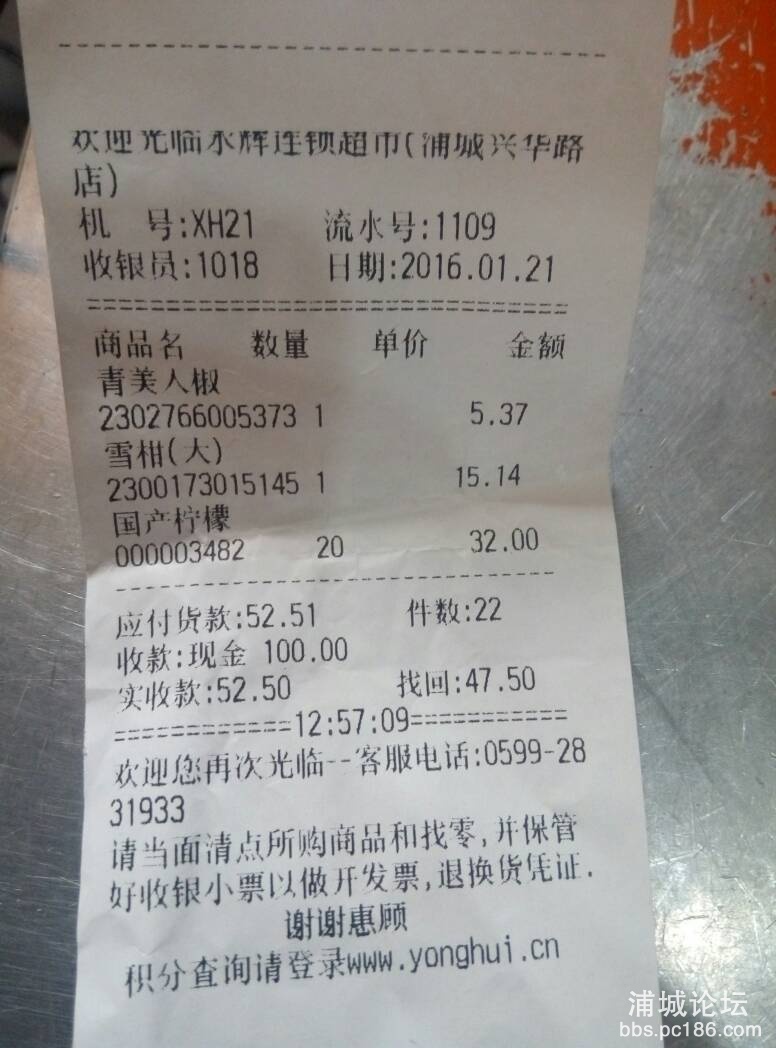 欢迎光临永辉连锁超市(浦城兴华路
店)
机 号:XH21 流水号:1109
收银员:1018 日期:2016.01.21
商品名 数量 单价 金额
青美人椒
2302766005373 1 5.37
雪柑(大)
2300173015145 1 15.14
国产柠檬
000003482 20 32.00
应付货款:52.51 件数:22
收款:现金 100.00
实收款:52.50 找回:47.50
============12:57:09===========
欢迎您再次光临--客服电话:0599-28
31933
请当面清点所购商品和找零,并保管
好收银小票以做开发票,退换货凭证.
谢谢惠顾
积分查询请登录www.yonghui.cn
浦城论坛
bbs.pc186.com